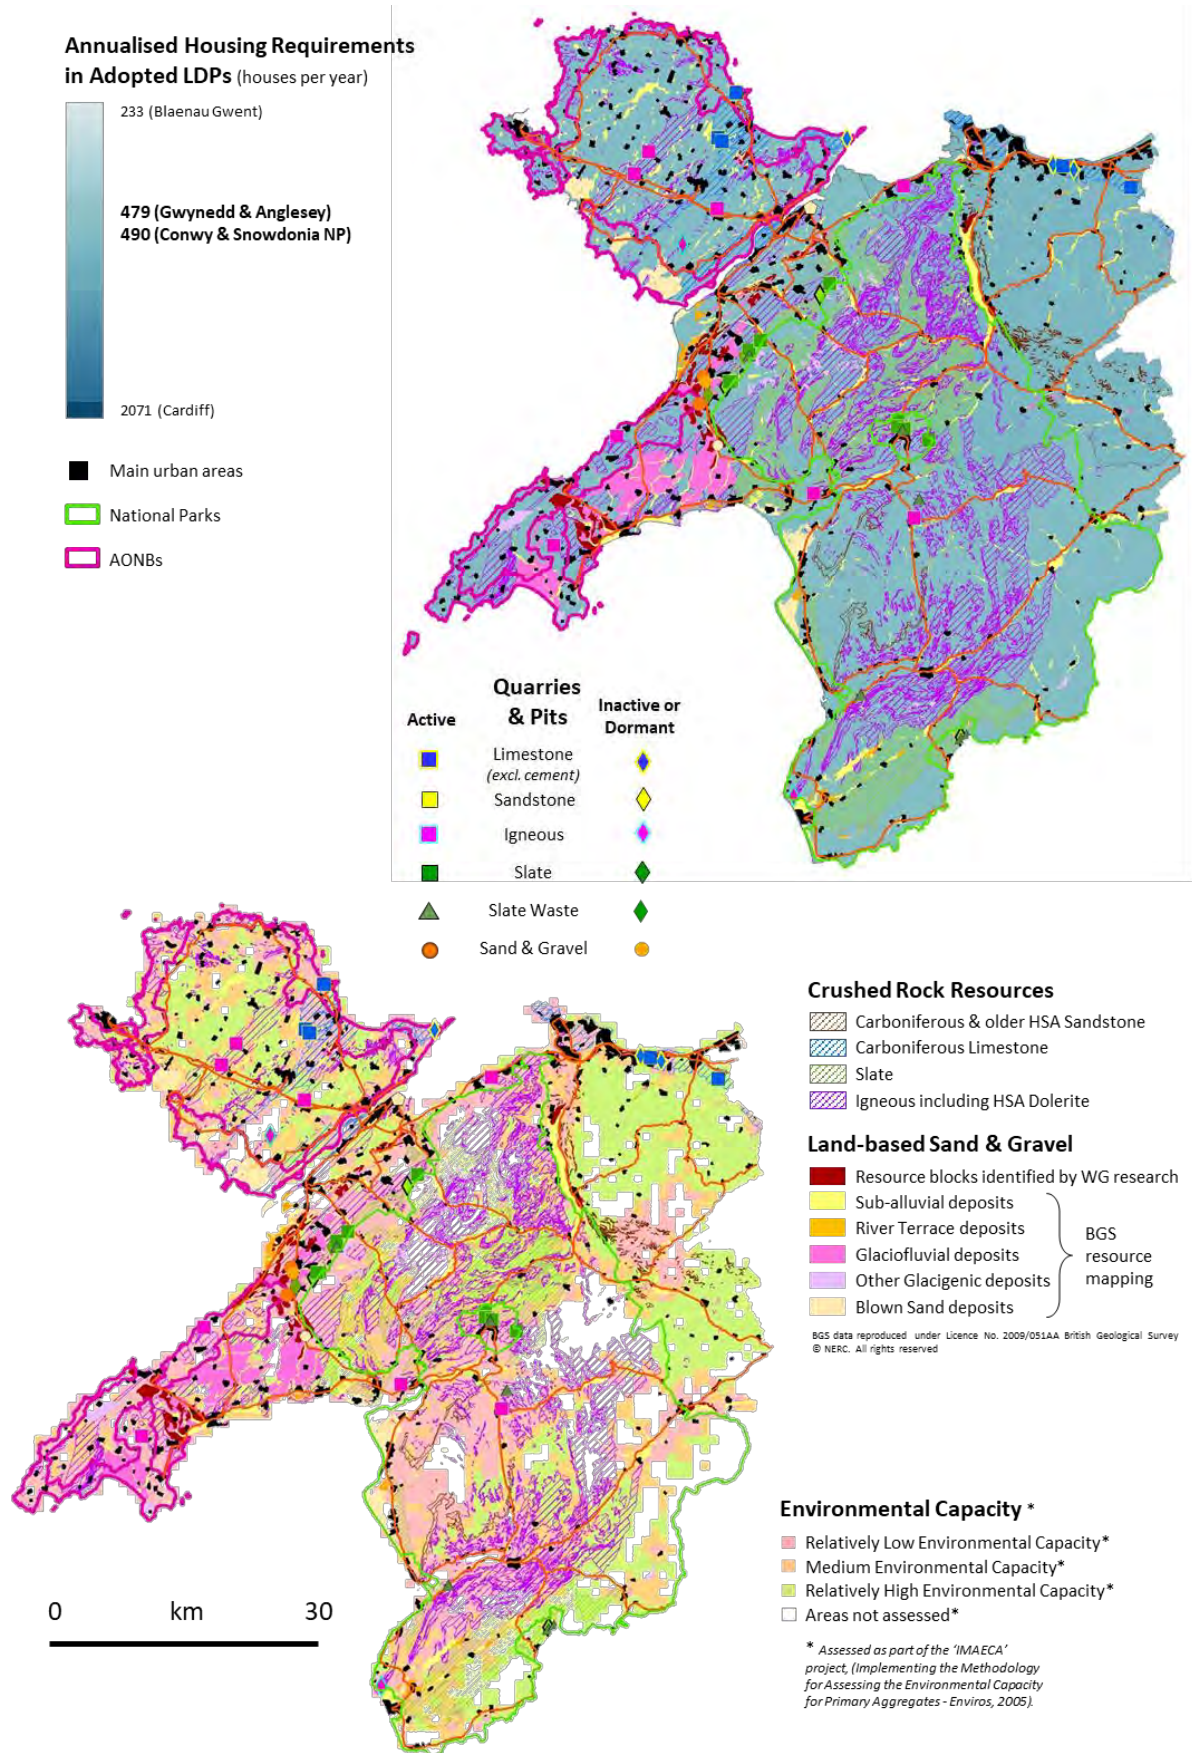 Annualised Housing Requirements
in Adopted LDPs (houses per year)
233 (Blaenau Gwent)
479 (Gwynedd & Anglesey)
490 (Conwy & Snowdonia NP)
2071 (Cardiff)
Main urban areas
National Parks
AONBs
Quarries
& Pits
Active
Inactive or
Dormant
Limestone
(excl. cement)
Sandstone
Igneous
Slate
Slate Waste
Sand & Gravel
Crushed Rock Resources
Carboniferous & older HSA Sandstone
Carboniferous Limestone
Slate
Igneous including HSA Dolerite
Land-based Sand & Gravel
Resource blocks identified by WG research
Sub-alluvial deposits
River Terrace deposits
Glaciofluvial deposits
Other Glacigenic deposits
Blown Sand deposits
BGS
resource
mapping
BGS data reproduced under Licence No. 2009/051AA British Geological Survey
© NERC. All rights reserved
Environmental Capacity *
Relatively Low Environmental Capacity*
Medium Environmental Capacity*
Relatively High Environmental Capacity*
Areas not assessed*
* Assessed as part of the ‘IMAECA’
project, (Implementing the Methodology
for Assessing the Environmental Capacity
for Primary Aggregates - Enviros, 2005).
0 km 30